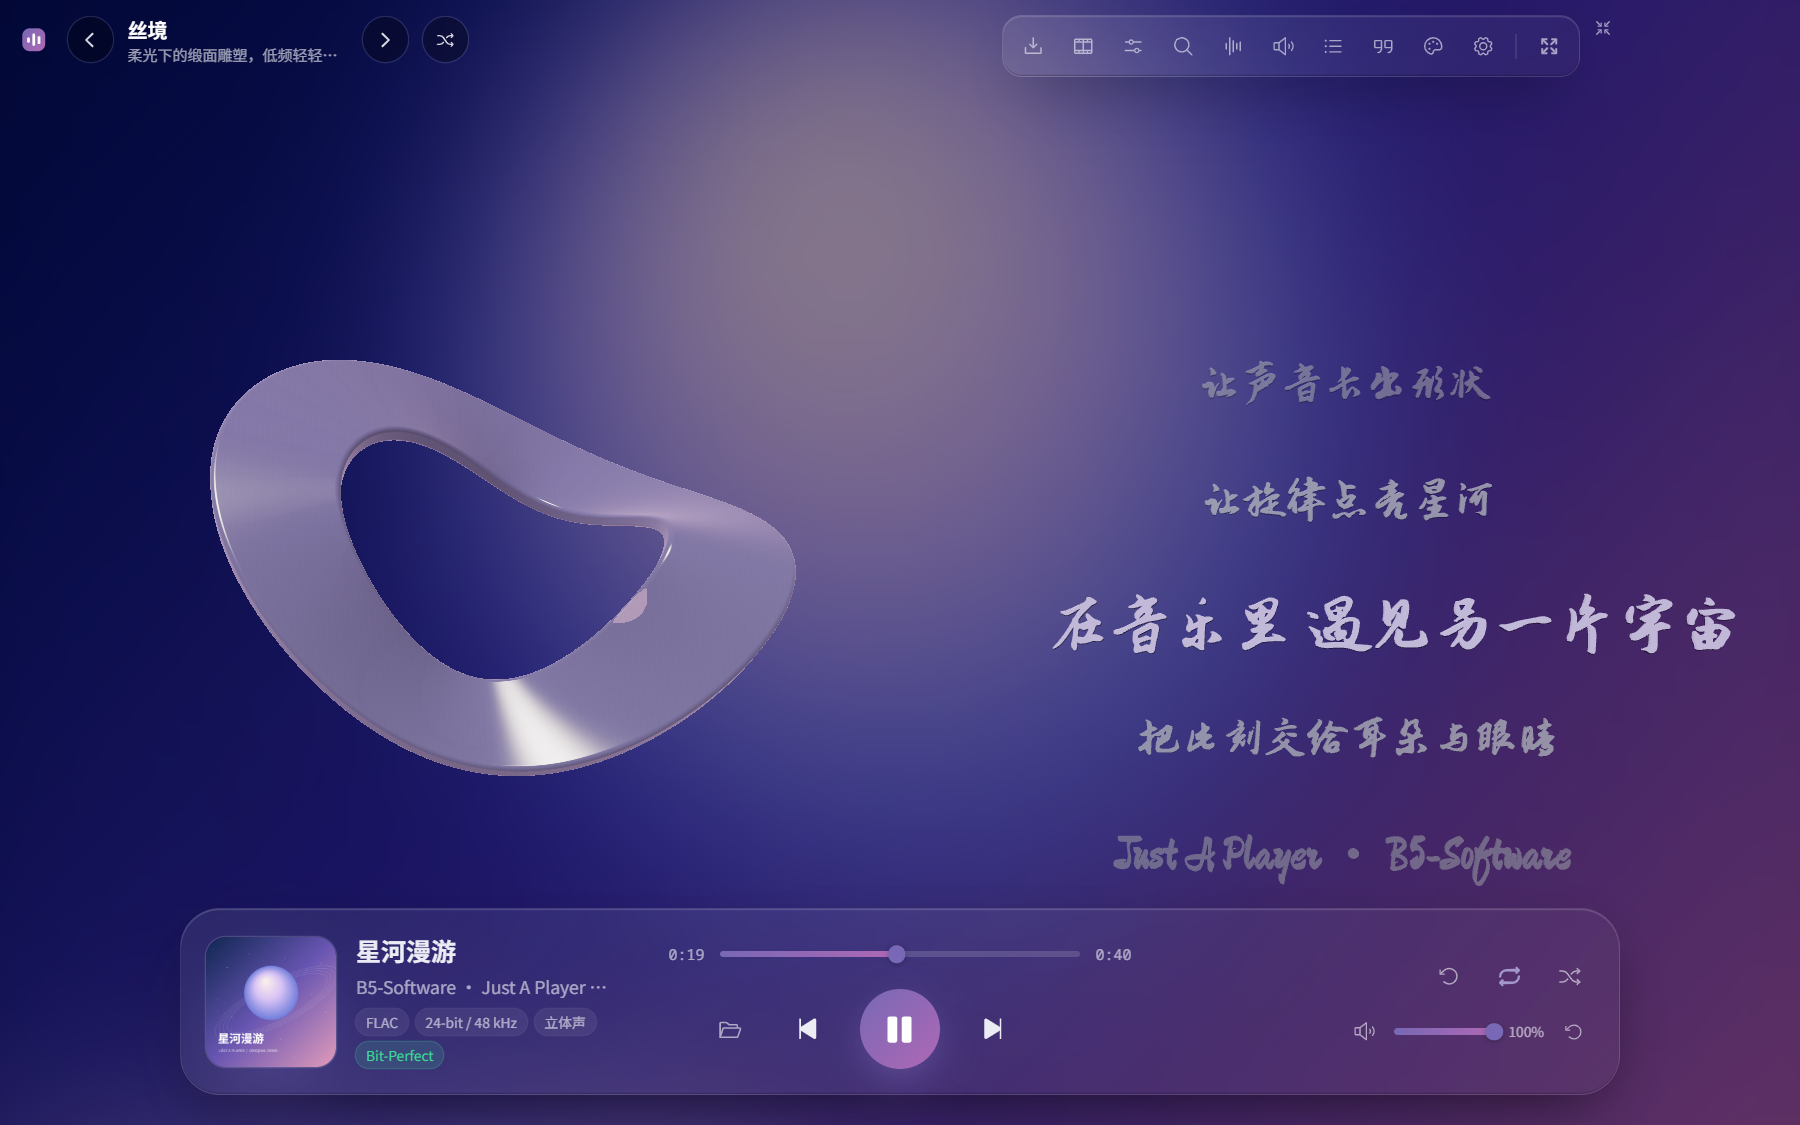 丝境
柔光下的缎面雕塑，低频轻轻…
让声音长出形状
让旋律点亮星河
在音乐里遇见另一片宇宙
把此刻交给耳朵与眼睛
Just A Player • B5-Software
星河漫游
星河漫游
B5-Software • Just A Player …
FLAC
24-bit / 48 kHz
立体声
Bit-Perfect
0:19
0:40
100%